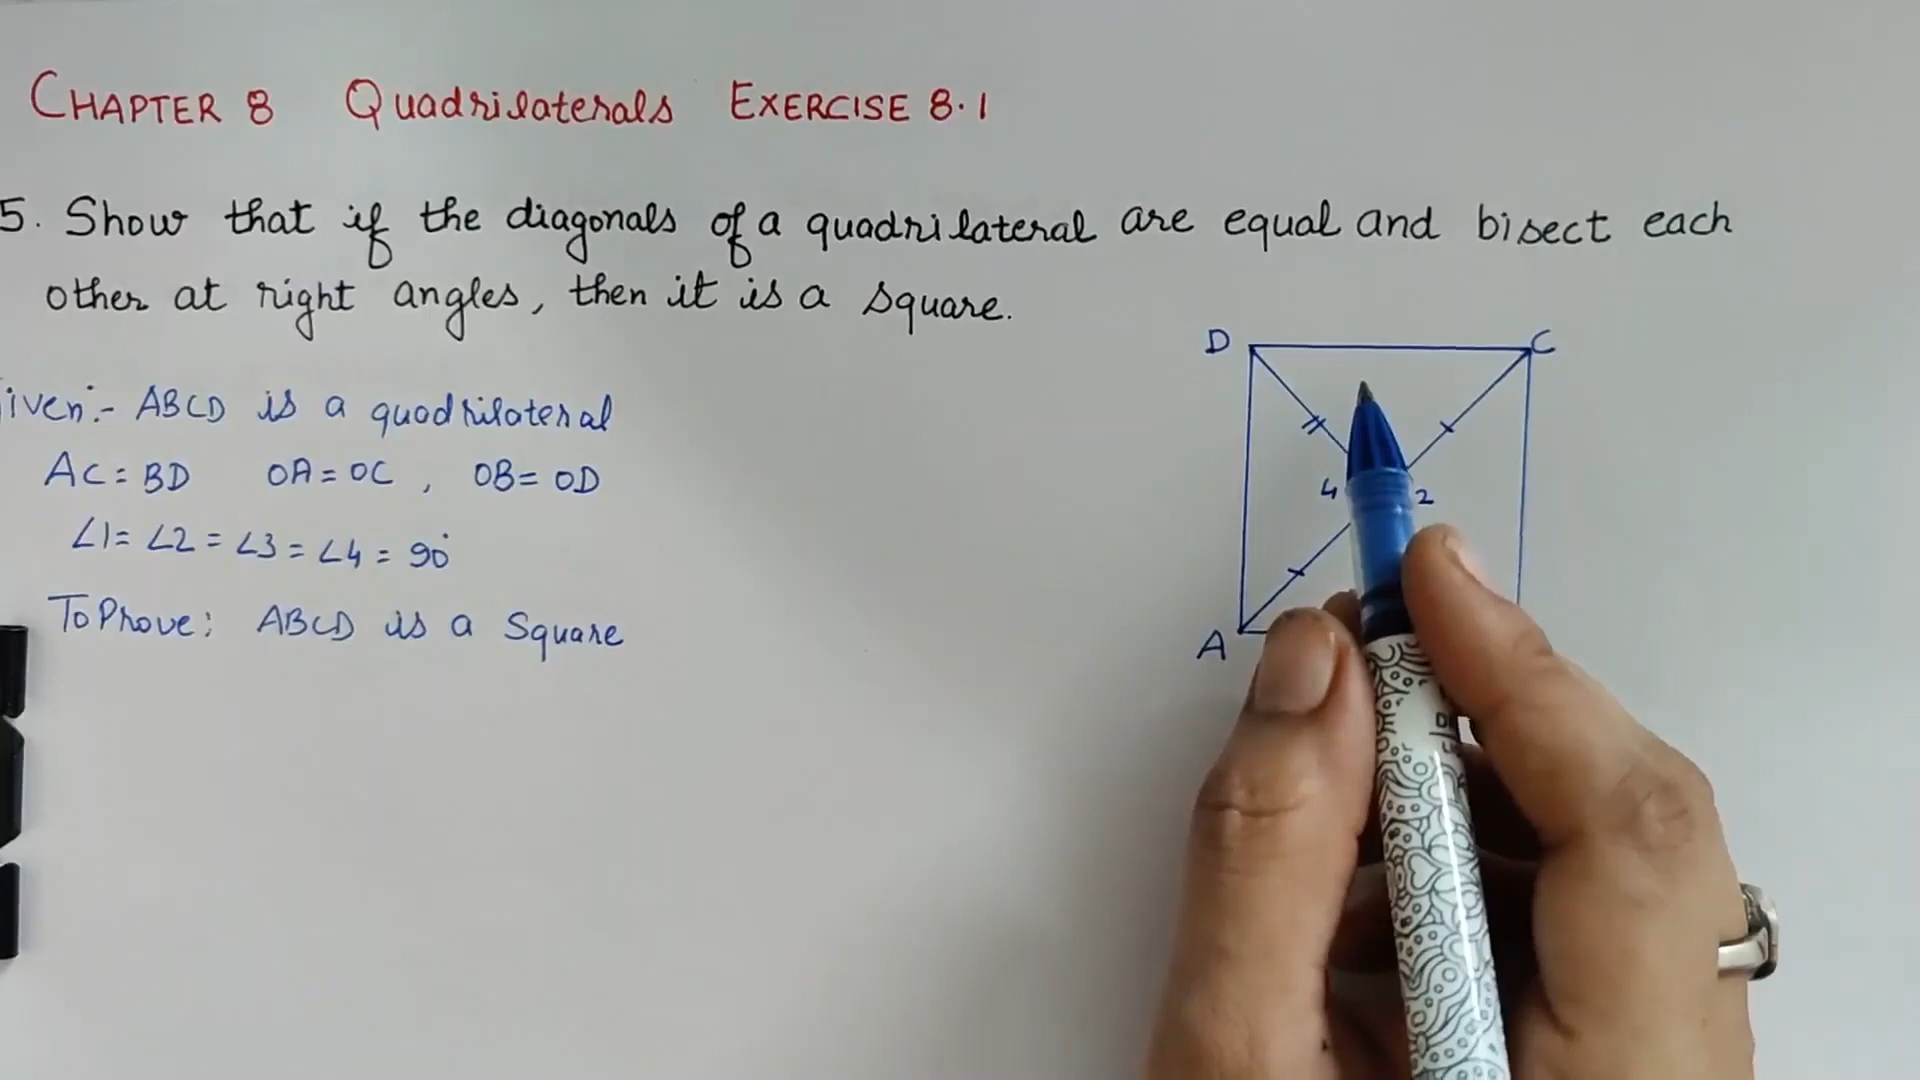 CHAPTER 8 Quadrilaterals EXERCISE 8.1
5. Show that if the diagonals of a quadrilateral are equal and bisect each
other at right angles, then it is a square.
D C
iven:- ABCD is a quadrilateral
AC = BD OA = OC , OB = OD
4 2
∠1 = ∠2 = ∠3 = ∠4 = 90°
To Prove: ABCD is a Square
A